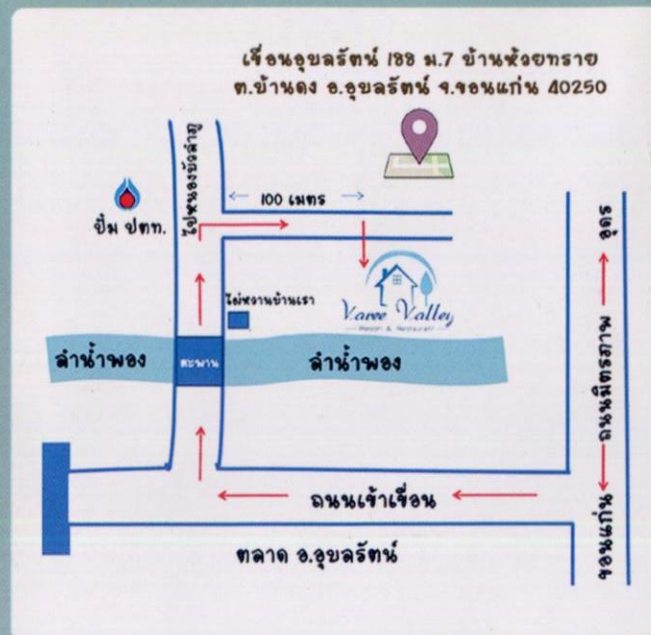 เขื่อนอุบลรัตน์ 188 ม.7 บ้านห้วยทราย
ต.บ้านดง อ.อุบลรัตน์ จ.ขอนแก่น 40250
ไปหนองบัวลำภู
100 เมตร
ปั๊ม ปตท.
อุดร
ไผ่หวานบ้านเรา
Varee Valley
Resort & Restaurant
ลำน้ำพอง
สะพาน
ลำน้ำพอง
ถนนมิตรภาพ
ถนนเข้าเขื่อน
ขอนแก่น
ตลาด อ.อุบลรัตน์